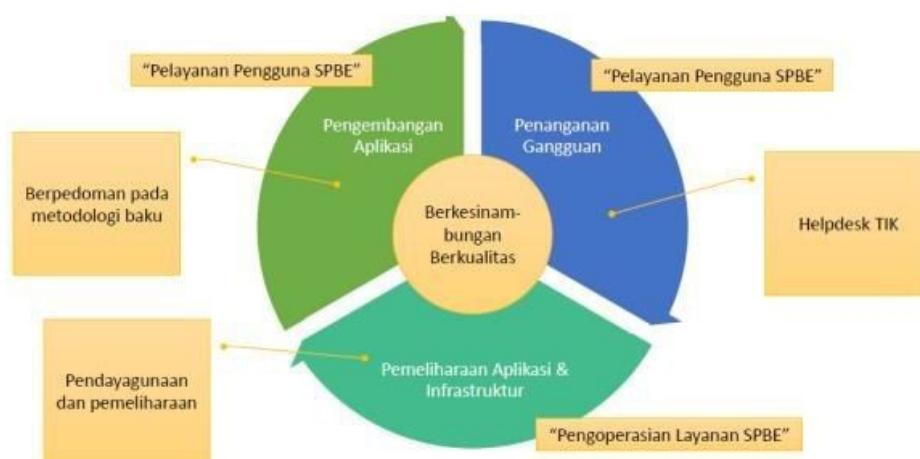 “Pelayanan Pengguna SPBE”
“Pelayanan Pengguna SPBE”
Pengembangan
Aplikasi
Penanganan
Gangguan
Berpedoman pada
metodologi baku
Berkesinam-
bungan
Berkualitas
Helpdesk TIK
Pendayagunaan
dan pemeliharaan
Pemeliharaan Aplikasi &
Infrastruktur
“Pengoperasian Layanan SPBE”